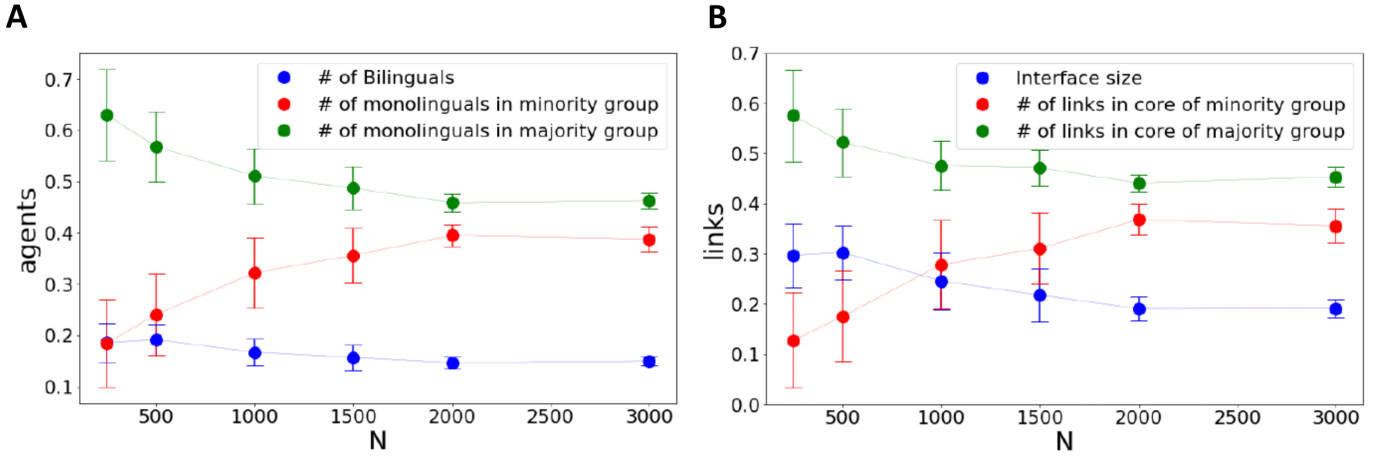 A
# of Bilinguals
# of monolinguals in minority group
# of monolinguals in majority group
agents
0.7
0.6
0.5
0.4
0.3
0.2
0.1
500 1000 1500 2000 2500 3000
N
B
Interface size
# of links in core of minority group
# of links in core of majority group
links
0.7
0.6
0.5
0.4
0.3
0.2
0.1
0.0
500 1000 1500 2000 2500 3000
N